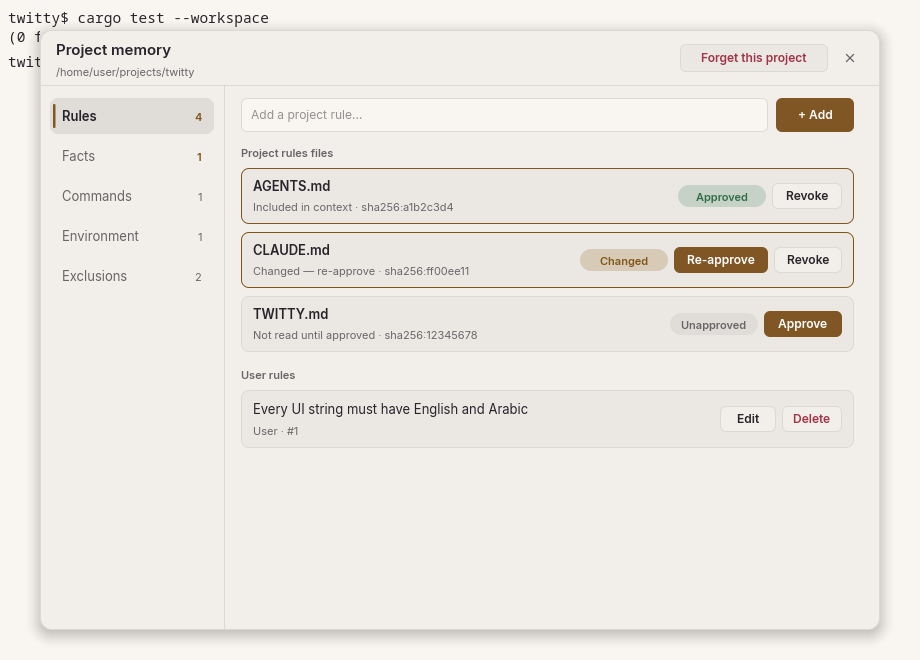 twitty$ cargo test --workspace
(0 f
twit
Project memory
/home/user/projects/twitty
Forget this project
×
Rules 4
Facts 1
Commands 1
Environment 1
Exclusions 2
Add a project rule...
+ Add
Project rules files
AGENTS.md
Included in context · sha256:a1b2c3d4
Approved
Revoke
CLAUDE.md
Changed — re-approve · sha256:ff00ee11
Changed
Re-approve
Revoke
TWITTY.md
Not read until approved · sha256:12345678
Unapproved
Approve
User rules
Every UI string must have English and Arabic
User · #1
Edit
Delete